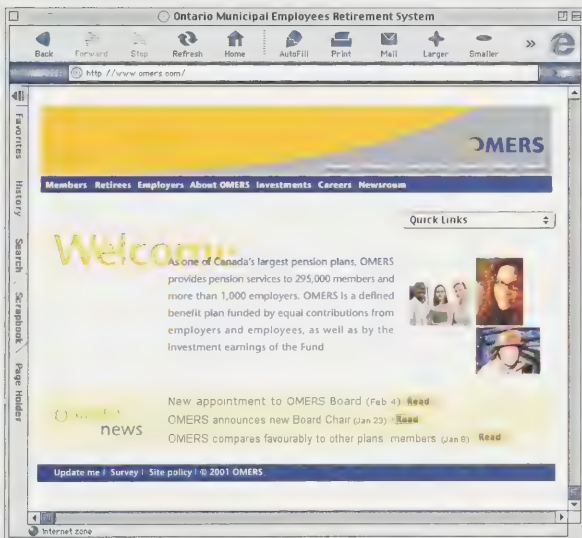 Ontario Municipal Employees Retirement System
Back Forward Stop Refresh Home AutoFill Print Mail Larger Smaller »
http://www.omers.com/
Favorites
History
Search
Scrapbook
Page Holder
OMERS
Members Retirees Employers About OMERS Investments Careers Newsroom
Quick Links
Welcome
As one of Canada's largest pension plans, OMERS
provides pension services to 295,000 members and
more than 1,000 employers. OMERS is a defined
benefit plan funded by equal contributions from
employers and employees, as well as by the
investment earnings of the Fund
news
New appointment to OMERS Board (Feb 4) Read
OMERS announces new Board Chair (Jan 23) Read
OMERS compares favourably to other plans members (Jan 8) Read
Update me | Survey | Site policy | © 2001 OMERS
Internet zone